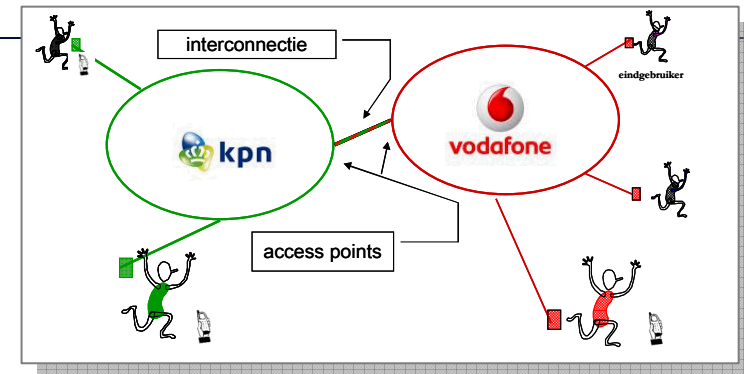 interconnectie
eindgebruiker
kpn
vodafone
access points